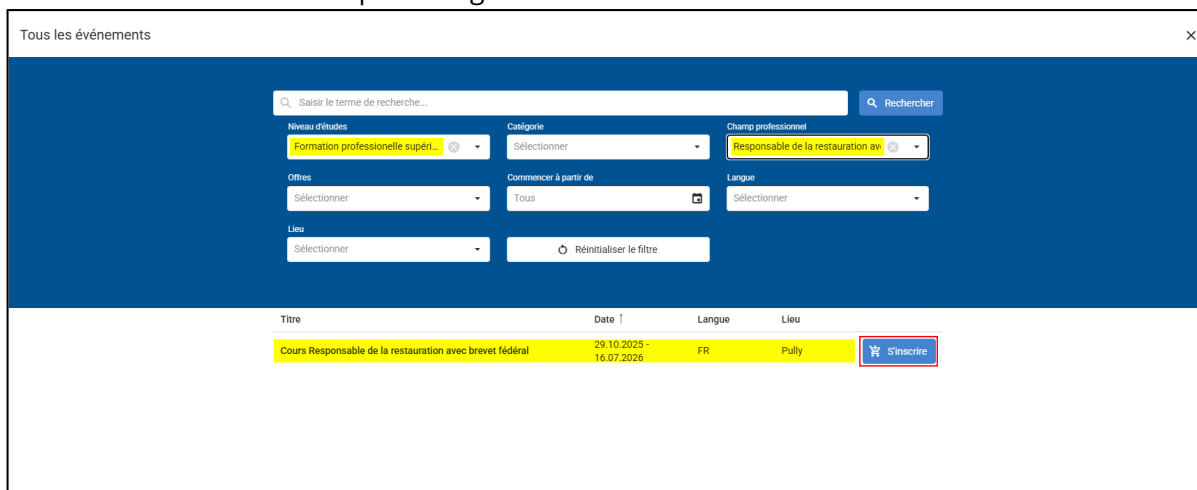 Tous les événements
Saisir le terme de recherche...
Rechercher
Niveau d'études
Catégorie
Champ professionnel
Formation professionelle supéri...
Sélectionner
Responsable de la restauration av
Offres
Commencer à partir de
Langue
Sélectionner
Tous
Sélectionner
Lieu
Sélectionner
Réinitialiser le filtre
Titre
Date ↑
Langue
Lieu
Cours Responsable de la restauration avec brevet fédéral
29.10.2025 -
16.07.2026
FR
Pully
S'inscrire